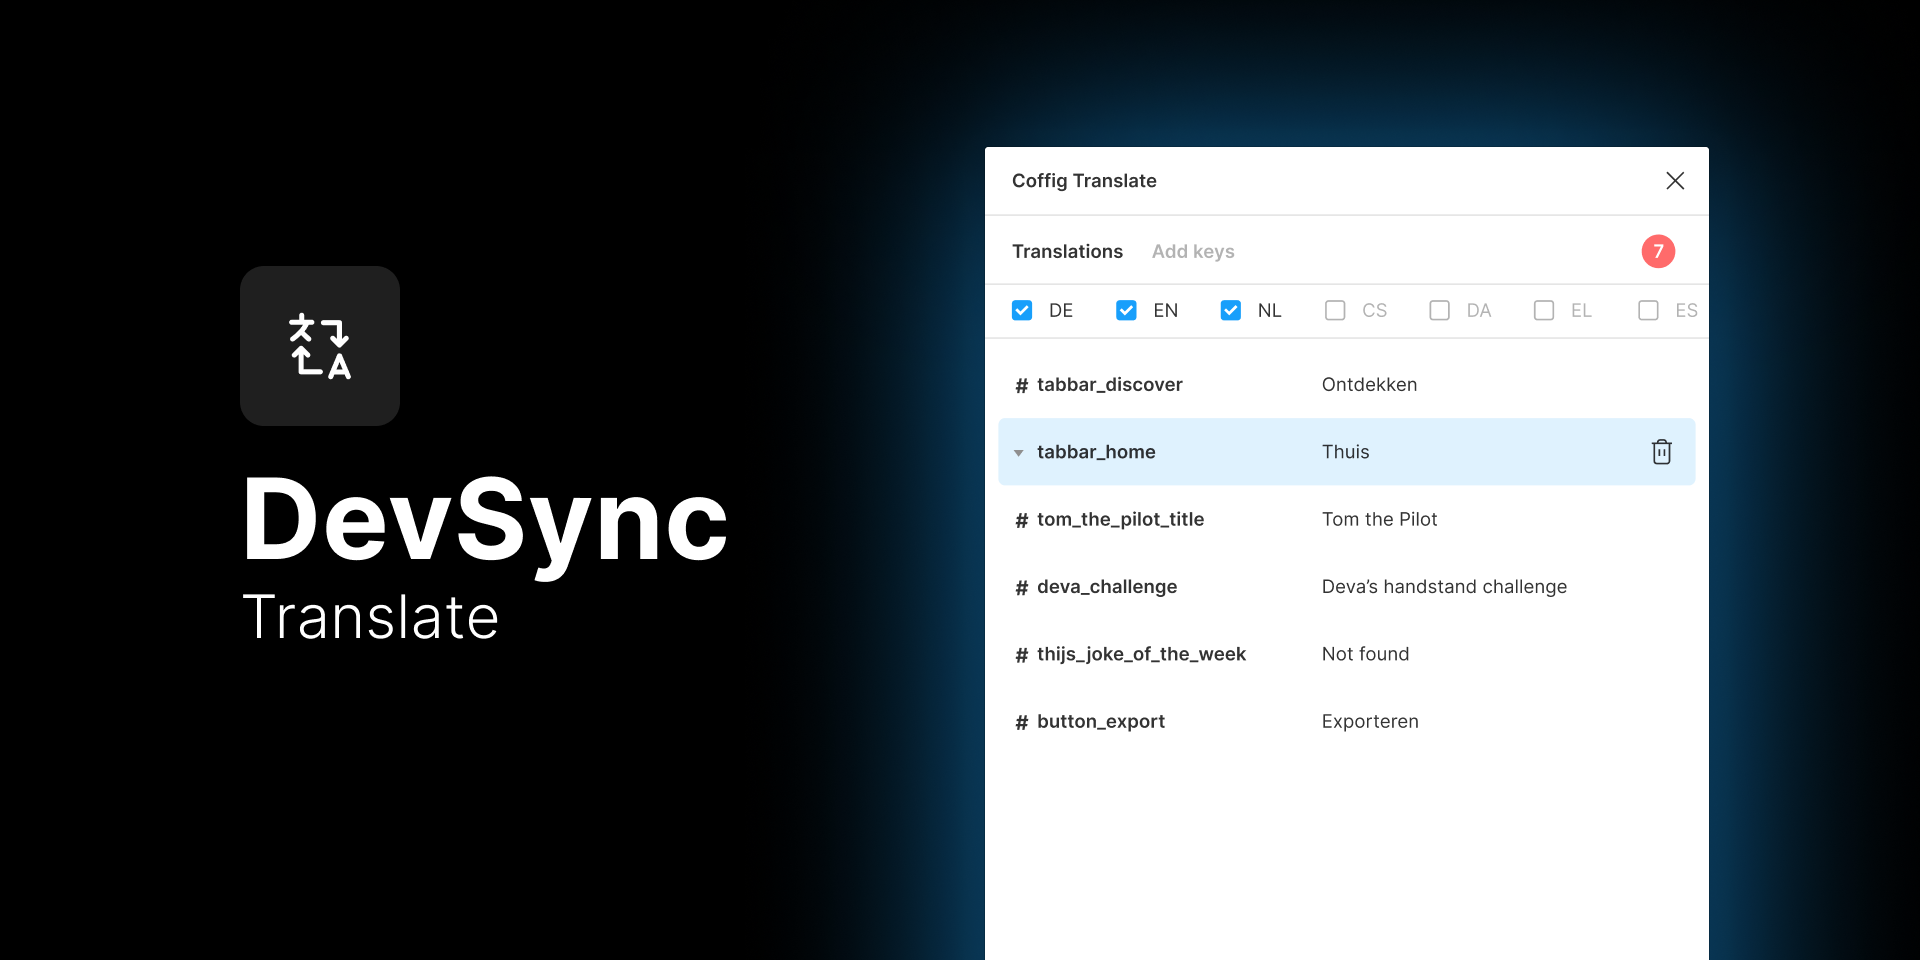 DevSync
Translate
Coffig Translate
Translations Add keys 7
DE EN NL CS DA EL ES
# tabbar_discover Ontdekken
tabbar_home Thuis
# tom_the_pilot_title Tom the Pilot
# deva_challenge Deva’s handstand challenge
# thijs_joke_of_the_week Not found
# button_export Exporteren